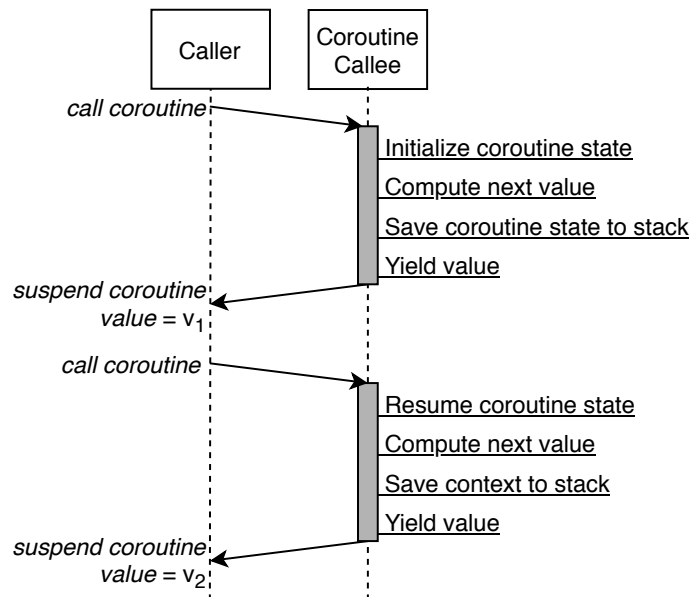 Caller
Coroutine
Callee
call coroutine
Initialize coroutine state
Compute next value
Save coroutine state to stack
Yield value
suspend coroutine
value = v₁
call coroutine
Resume coroutine state
Compute next value
Save context to stack
Yield value
suspend coroutine
value = v₂